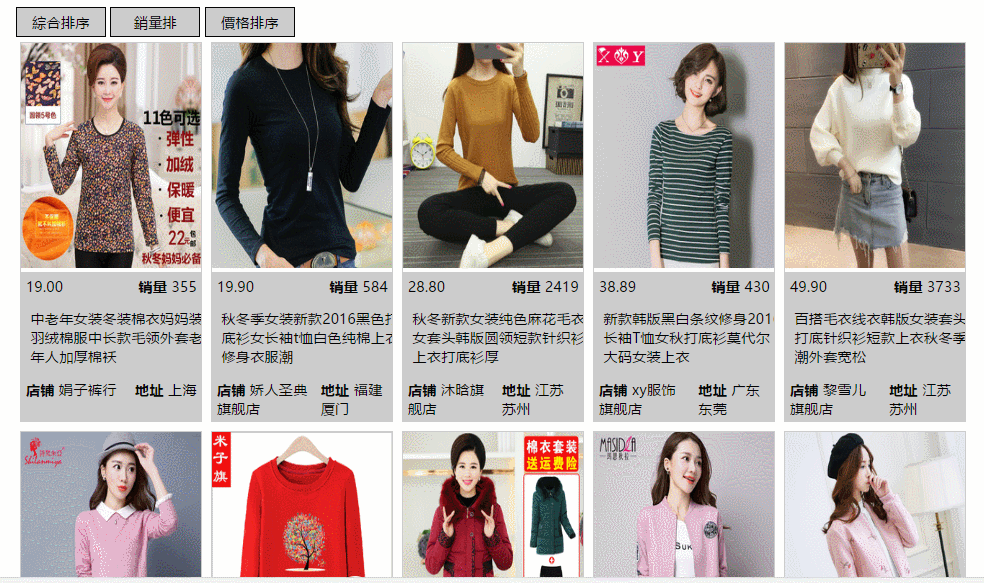 綜合排序 銷量排 價格排序
11色可选
·弹性
·加绒
·保暖
·便宜
22元包邮
秋冬妈妈必备
圆领5号色
XOY
19.00 销量 355
中老年女装冬装棉衣妈妈装
羽绒棉服中长款毛领外套老
年人加厚棉袄
店铺 娟子裤行 地址 上海
19.90 销量 584
秋冬季女装新款2016黑色打
底衫女长袖t恤白色纯棉上衣
修身衣服潮
店铺 娇人圣典 地址 福建
旗舰店 厦门
28.80 销量 2419
秋冬新款女装纯色麻花毛衣
女套头韩版圆领短款针织衫
上衣打底衫厚
店铺 沐晗旗 地址 江苏
舰店 苏州
38.89 销量 430
新款韩版黑白条纹修身2016
长袖T恤女秋打底衫莫代尔
大码女装上衣
店铺 xy服饰 地址 广东
旗舰店 东莞
49.90 销量 3733
百搭毛衣线衣韩版女装套头
打底针织衫短款上衣秋冬季
潮外套宽松
店铺 黎雪儿 地址 江苏
旗舰店 苏州
米子旗
棉衣套装
送运费险
MASIDIEA